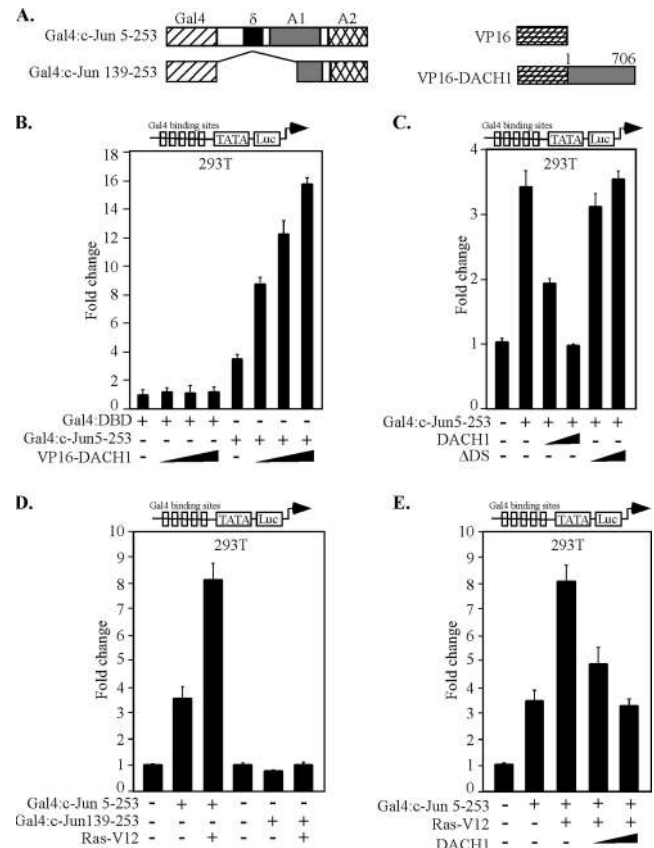 A.
Gal4 δ A1 A2
Gal4:c-Jun 5-253
Gal4:c-Jun 139-253
VP16
1 706
VP16-DACH1
B.
Gal4 binding sites
TATA Luc
293T
Fold change
16
14
12
10
8
6
4
2
0
Gal4:DBD + + + + - - - -
Gal4:c-Jun5-253 - - - - + + + +
VP16-DACH1 - -
C.
Gal4 binding sites
TATA Luc
293T
Fold change
4
3
2
1
0
Gal4:c-Jun5-253 - + + + + +
DACH1 - - - -
ΔDS - - - -
D.
Gal4 binding sites
TATA Luc
293T
Fold change
10
9
8
7
6
5
4
3
2
1
0
Gal4:c-Jun 5-253 - + + - - -
Gal4:c-Jun139-253 - - - - + +
Ras-V12 - - + - - +
E.
Gal4 binding sites
TATA Luc
293T
Fold change
10
9
8
7
6
5
4
3
2
1
0
Gal4:c-Jun 5-253 - + + + +
Ras-V12 - - + + +
DACH1 - - -